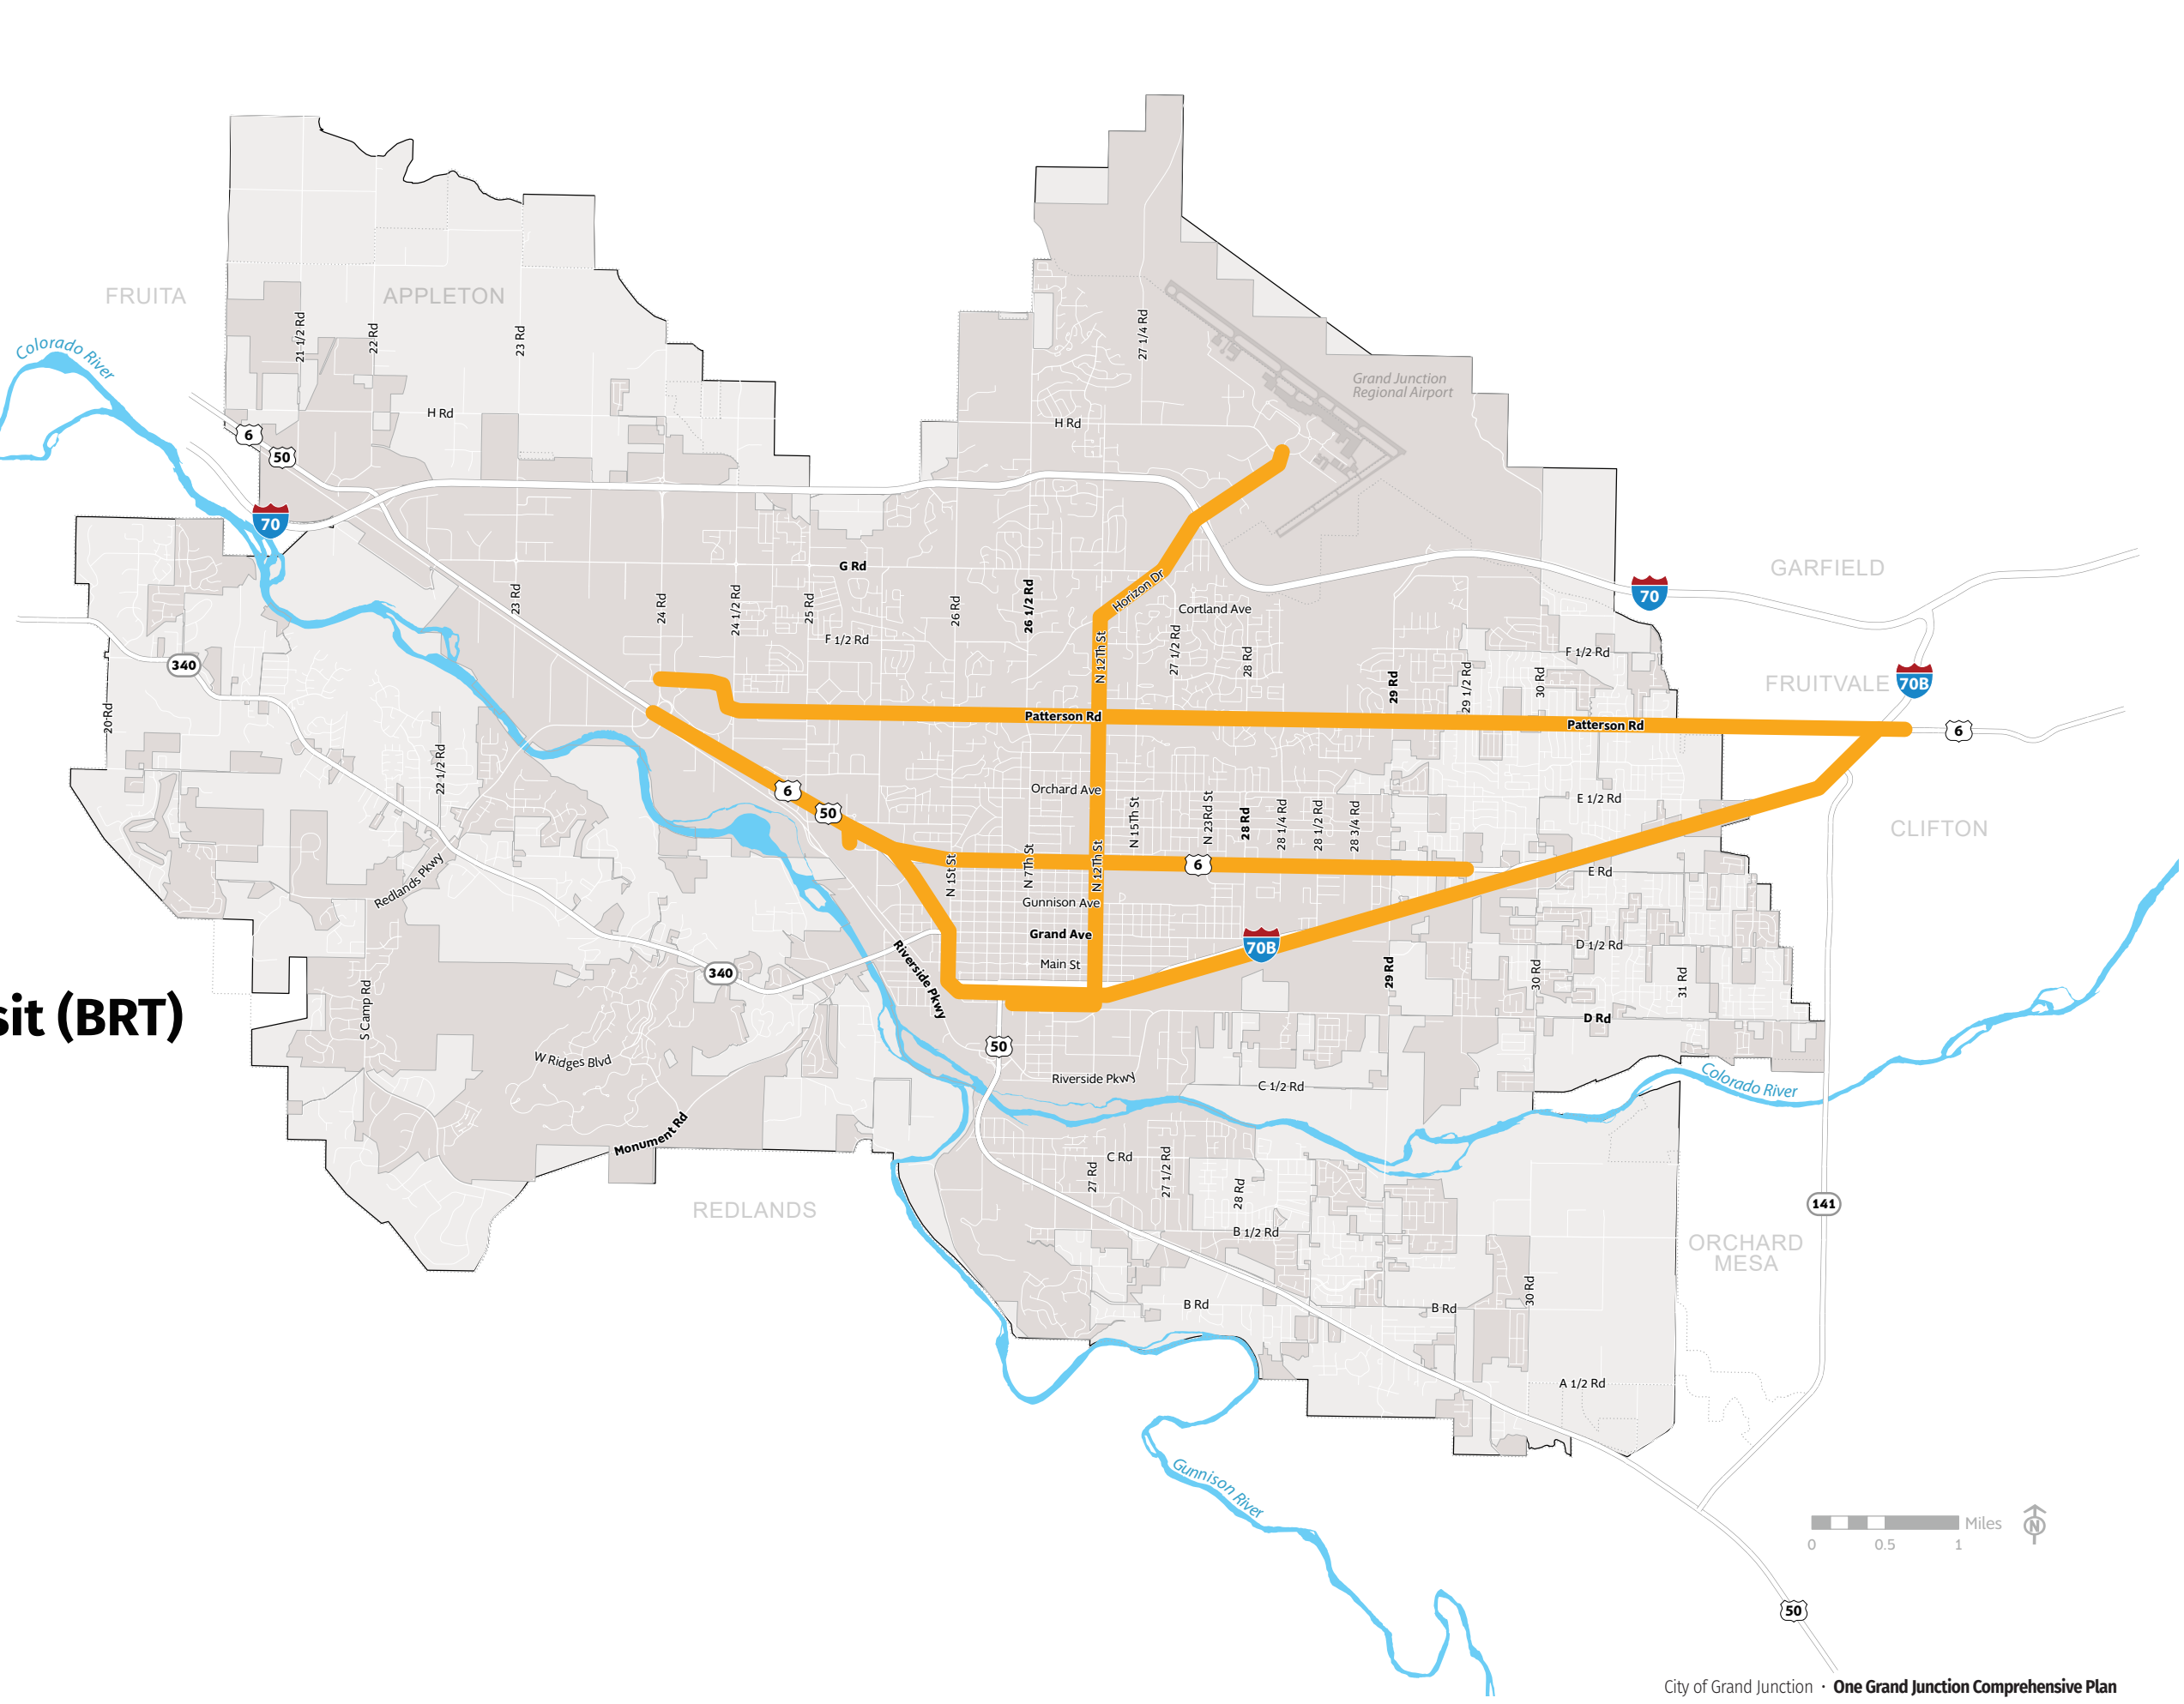 FRUITA
APPLETON
Colorado River
21 1/2 Rd
22 Rd
23 Rd
27 1/4 Rd
Grand Junction
Regional Airport
H Rd
H Rd
6
50
70
G Rd
23 Rd
24 Rd
24 1/2 Rd
25 Rd
26 Rd
26 1/2 Rd
Horizon Dr
Cortland Ave
GARFIELD
70
F 1/2 Rd
N 12Th St
27 1/2 Rd
28 Rd
29 Rd
29 1/2 Rd
30 Rd
F 1/2 Rd
340
FRUITVALE
70B
20 Rd
22 1/2 Rd
Patterson Rd
Patterson Rd
6
6
50
Orchard Ave
N 15Th St
N 23Rd St
28 Rd
28 1/4 Rd
28 1/2 Rd
28 3/4 Rd
E 1/2 Rd
CLIFTON
Redlands Pkwy
N 1St St
N 7Th St
N 12Th St
6
E Rd
Gunnison Ave
Grand Ave
Main St
70B
D 1/2 Rd
340
Riverside Pkwy
29 Rd
30 Rd
31 Rd
S Camp Rd
sit (BRT)
D Rd
50
W Ridges Blvd
Riverside Pkwy
C 1/2 Rd
Colorado River
Monument Rd
C Rd
27 Rd
27 1/2 Rd
28 Rd
REDLANDS
141
B 1/2 Rd
ORCHARD
MESA
B Rd
B Rd
30 Rd
A 1/2 Rd
Gunnison River
Miles
N
0 0.5 1
50
City of Grand Junction · One Grand Junction Comprehensive Plan